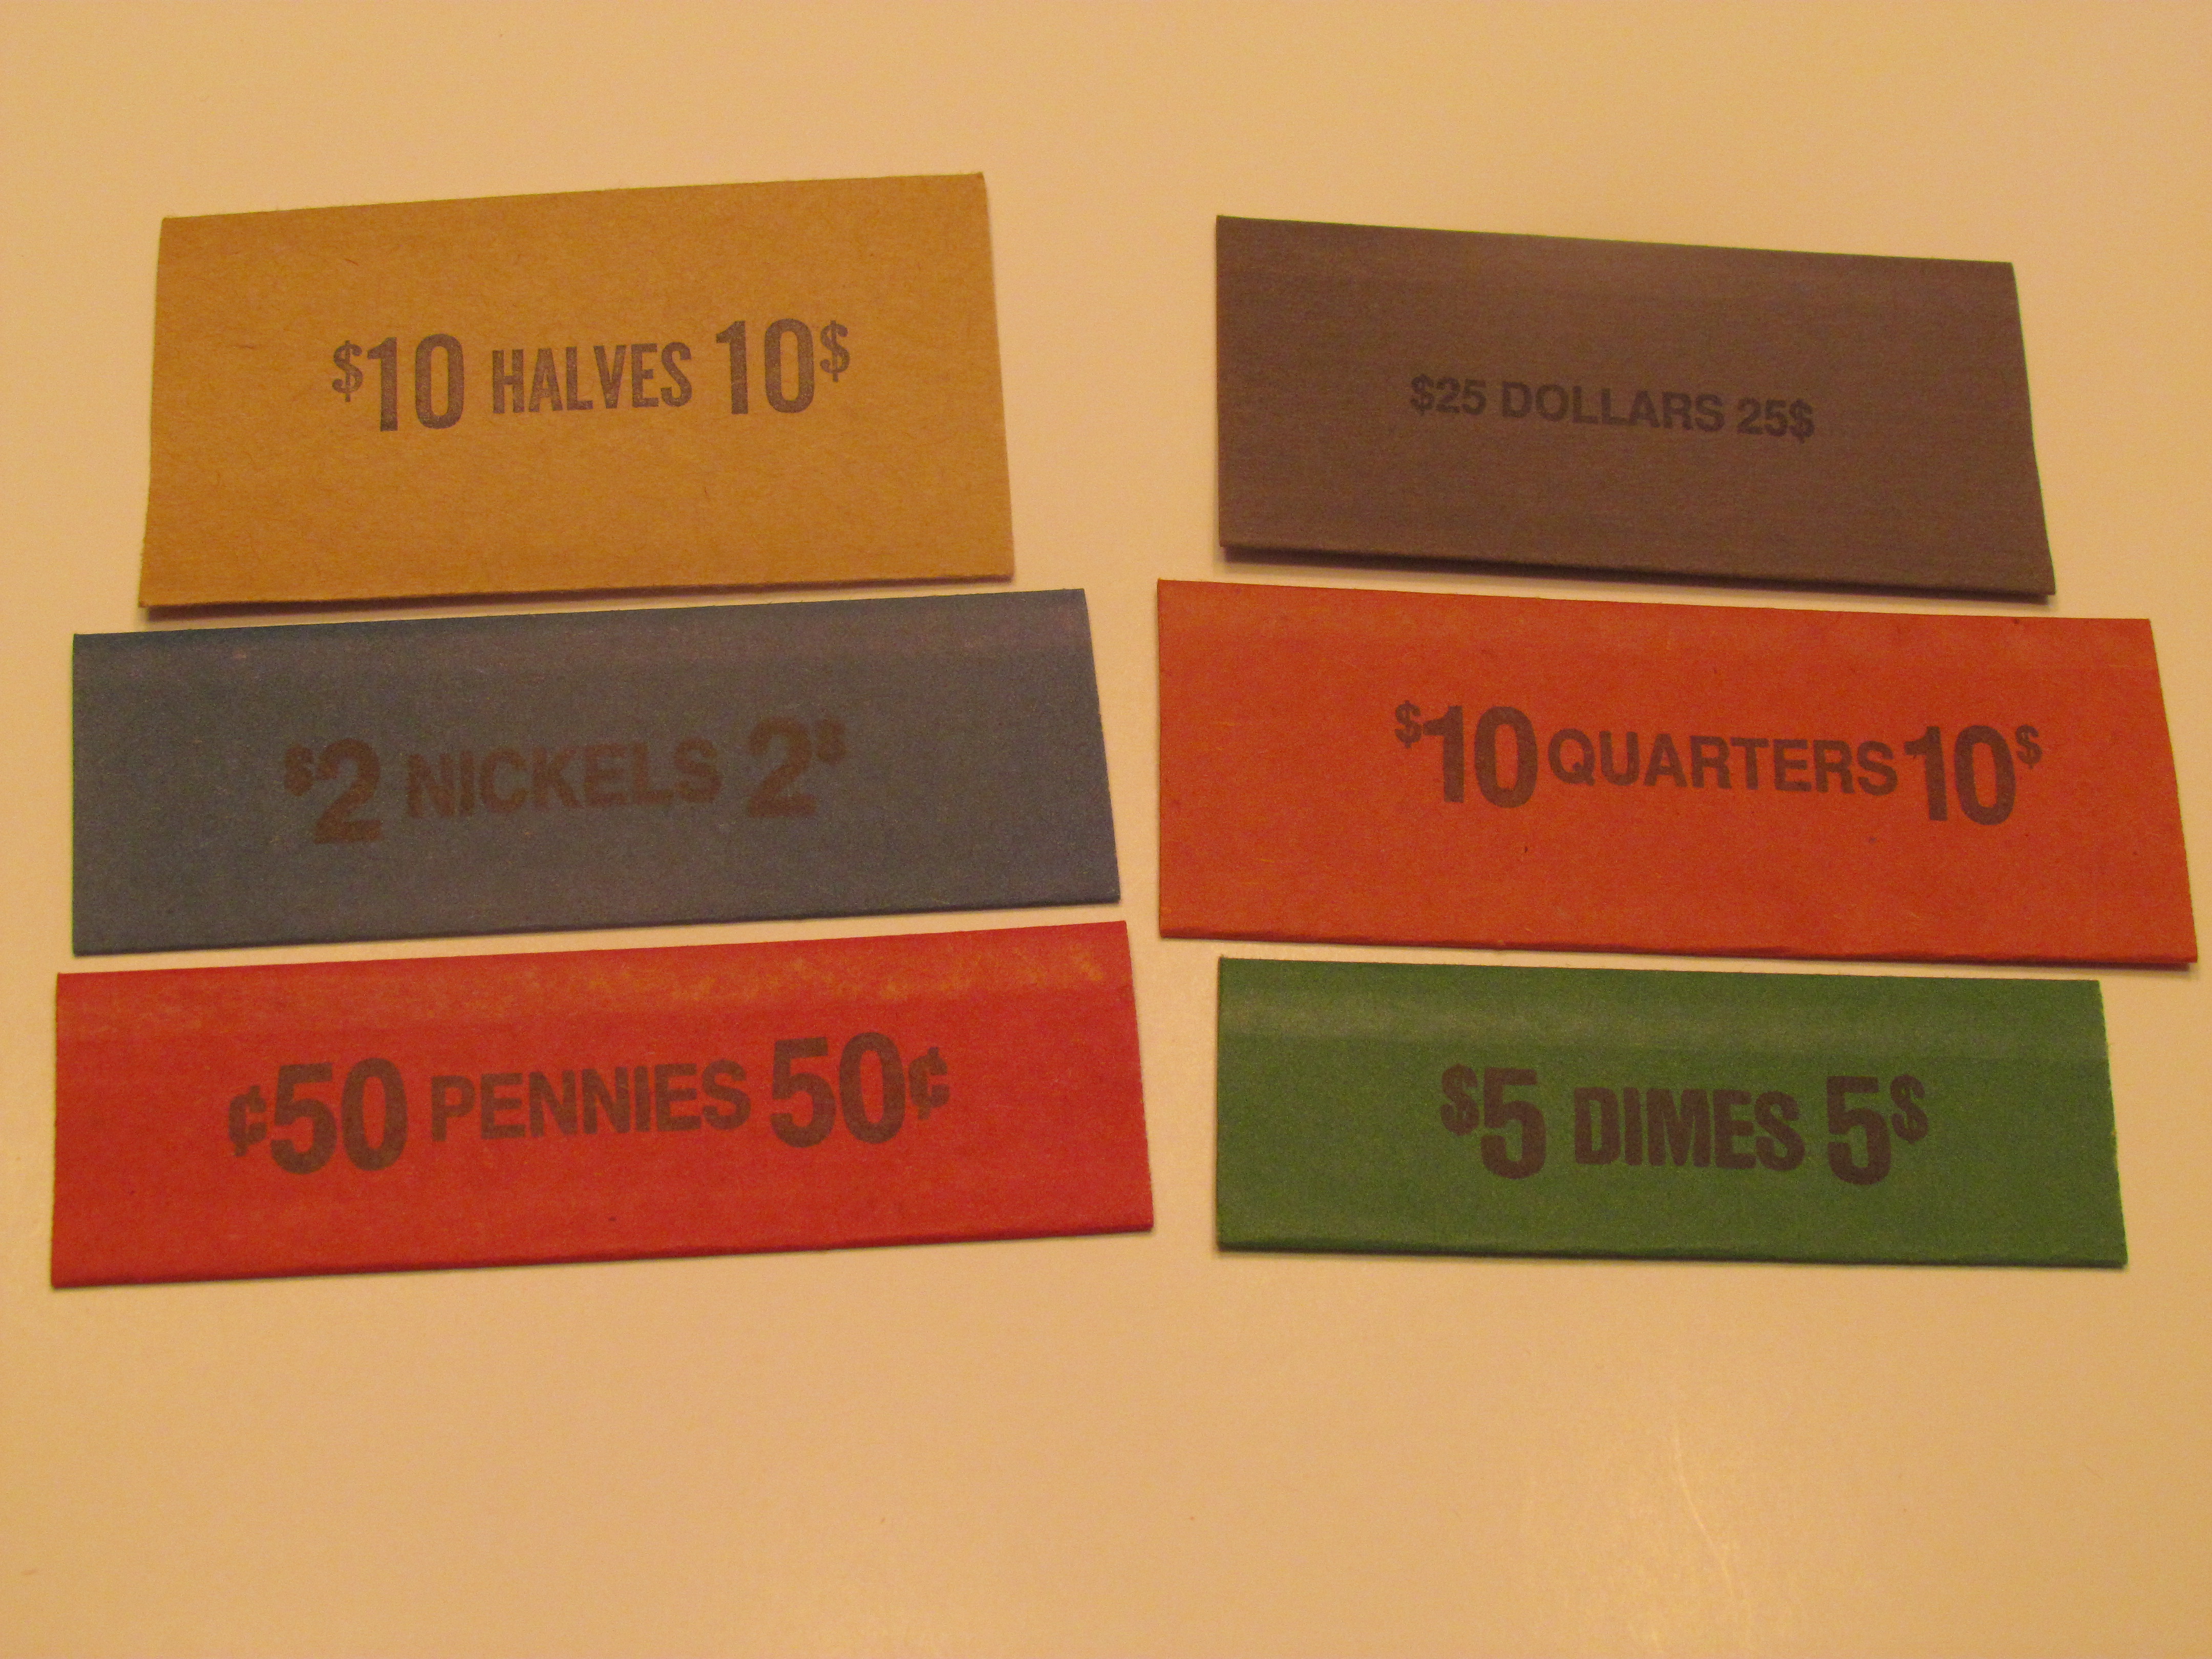 $10 HALVES 10$
$25 DOLLARS 25$
$2 NICKELS 2$
$10 QUARTERS 10$
¢50 PENNIES 50¢
$5 DIMES 5$